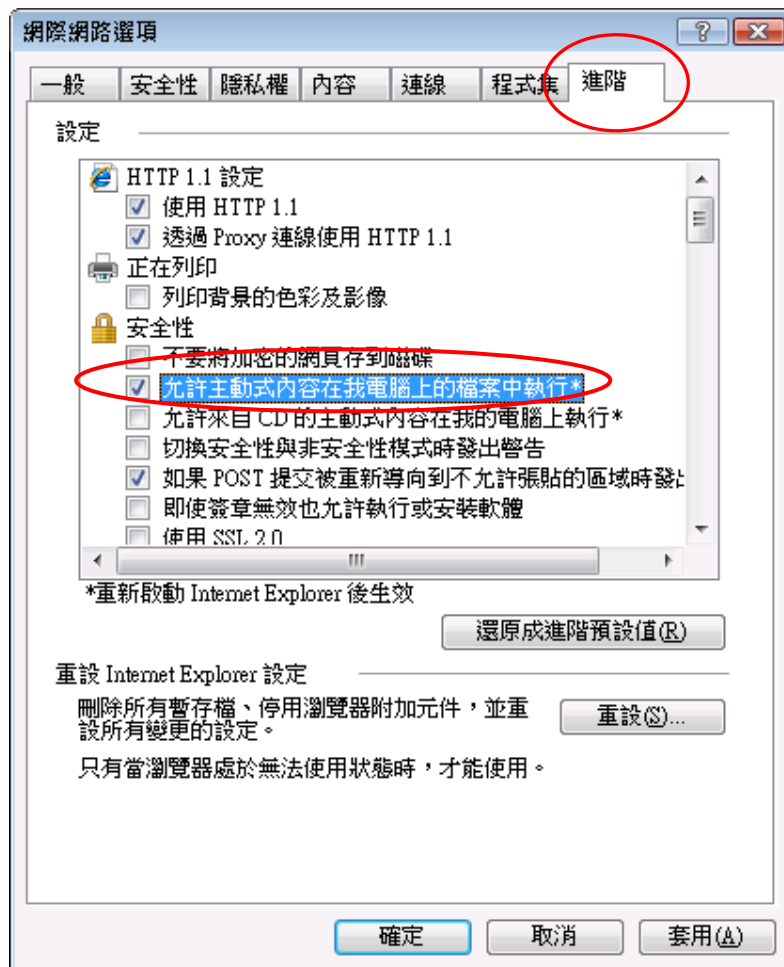 網際網路選項
一般 安全性 隱私權 內容 連線 程式集 進階
設定
HTTP 1.1 設定
使用 HTTP 1.1
透過 Proxy 連線使用 HTTP 1.1
正在列印
列印背景的色彩及影像
安全性
不要將加密的網頁存到磁碟
允許主動式內容在我電腦上的檔案中執行*
允許來自 CD 的主動式內容在我的電腦上執行*
切換安全性與非安全性模式時發出警告
如果 POST 提交被重新導向到不允許張貼的區域時發出
即使簽章無效也允許執行或安裝軟體
使用 SSL 2.0
*重新啟動 Internet Explorer 後生效
還原成進階預設值(R)
重設 Internet Explorer 設定
刪除所有暫存檔、停用瀏覽器附加元件，並重
設所有變更的設定。
重設(S)...
只有當瀏覽器處於無法使用狀態時，才能使用。
確定 取消 套用(A)